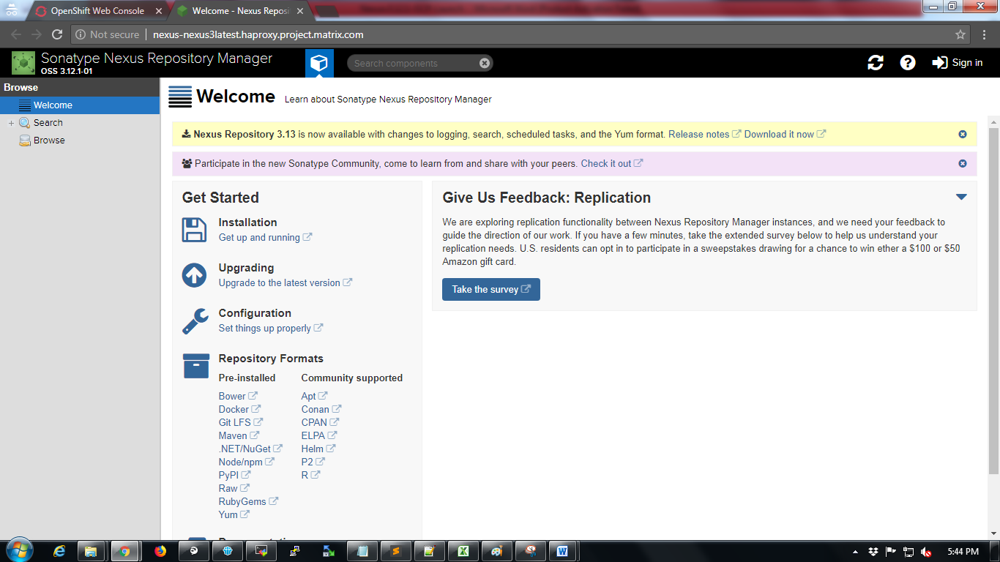 OpenShift Web Console
Welcome - Nexus Reposi
Not secure
nexus-nexus3latest.haproxy.project.matrix.com
Sonatype Nexus Repository Manager
OSS 3.12.1-01
Search components
Sign in
Browse
Welcome
Search
Browse
Welcome Learn about Sonatype Nexus Repository Manager
Nexus Repository 3.13 is now available with changes to logging, search, scheduled tasks, and the Yum format. Release notes Download it now
Participate in the new Sonatype Community, come to learn from and share with your peers. Check it out
Get Started
Installation
Get up and running
Upgrading
Upgrade to the latest version
Configuration
Set things up properly
Repository Formats
Pre-installed
Bower
Docker
Git LFS
Maven
.NET/NuGet
Node/npm
PyPI
Raw
RubyGems
Yum
Community supported
Apt
Conan
CPAN
ELPA
Helm
P2
R
Give Us Feedback: Replication
We are exploring replication functionality between Nexus Repository Manager instances, and we need your feedback to
guide the direction of our work. If you have a few minutes, take the extended survey below to help us understand your
replication needs. U.S. residents can opt in to participate in a sweepstakes drawing for a chance to win ether a $100 or $50
Amazon gift card.
Take the survey
5:44 PM